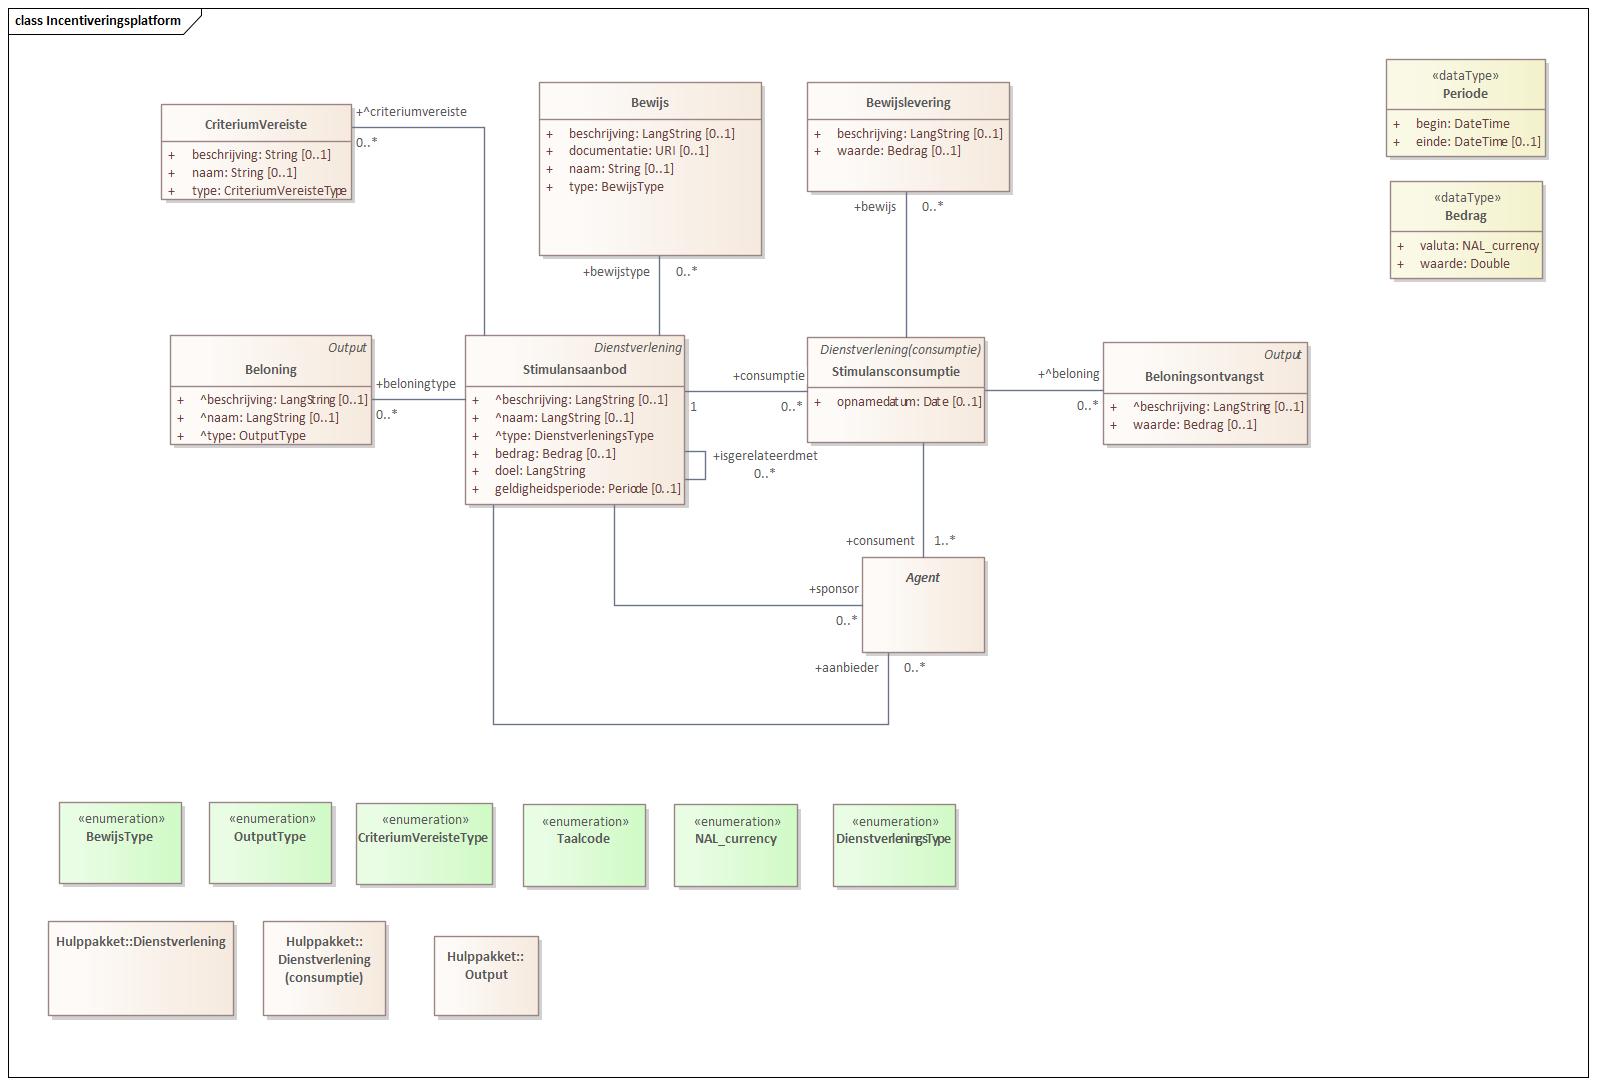 class Incentiveringsplatform
CriteriumVereiste
+ beschrijving: String [0..1]
+ naam: String [0..1]
+ type: CriteriumVereisteType
+^criteriumvereiste
0..*
Bewijs
+ beschrijving: LangString [0..1]
+ documentatie: URI [0..1]
+ naam: String [0..1]
+ type: BewijsType
+bewijstype 0..*
Bewijslevering
+ beschrijving: LangString [0..1]
+ waarde: Bedrag [0..1]
+bewijs 0..*
«dataType»
Periode
+ begin: DateTime
+ einde: DateTime [0..1]
«dataType»
Bedrag
+ valuta: NAL_currency
+ waarde: Double
Output
Beloning
+ ^beschrijving: LangString [0..1]
+ ^naam: LangString [0..1]
+ ^type: OutputType
+beloningtype
0..*
Dienstverlening
Stimulansaanbod
+ ^beschrijving: LangString [0..1]
+ ^naam: LangString [0..1]
+ ^type: DienstverleningsType
+ bedrag: Bedrag [0..1]
+ doel: LangString
+ geldigheidsperiode: Periode [0..1]
+consumptie
1 0..*
+isgerelateerdmet
0..*
Dienstverlening(consumptie)
Stimulansconsumptie
+ opnamedatum: Date [0..1]
+^beloning
0..*
Output
Beloningsontvangst
+ ^beschrijving: LangString [0..1]
+ waarde: Bedrag [0..1]
+consument 1..*
Agent
+sponsor
0..*
+aanbieder 0..*
«enumeration»
BewijsType
«enumeration»
OutputType
«enumeration»
CriteriumVereisteType
«enumeration»
Taalcode
«enumeration»
NAL_currency
«enumeration»
DienstverleningsType
Hulppakket::Dienstverlening
Hulppakket::
Dienstverlening
(consumptie)
Hulppakket::
Output